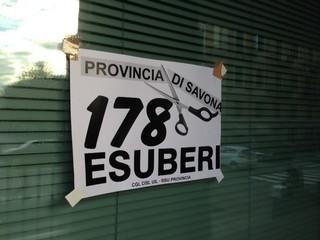 PROVINCIA DI SAVONA
178
ESUBERI
CGIL CISL UIL - RSU PROVINCIA